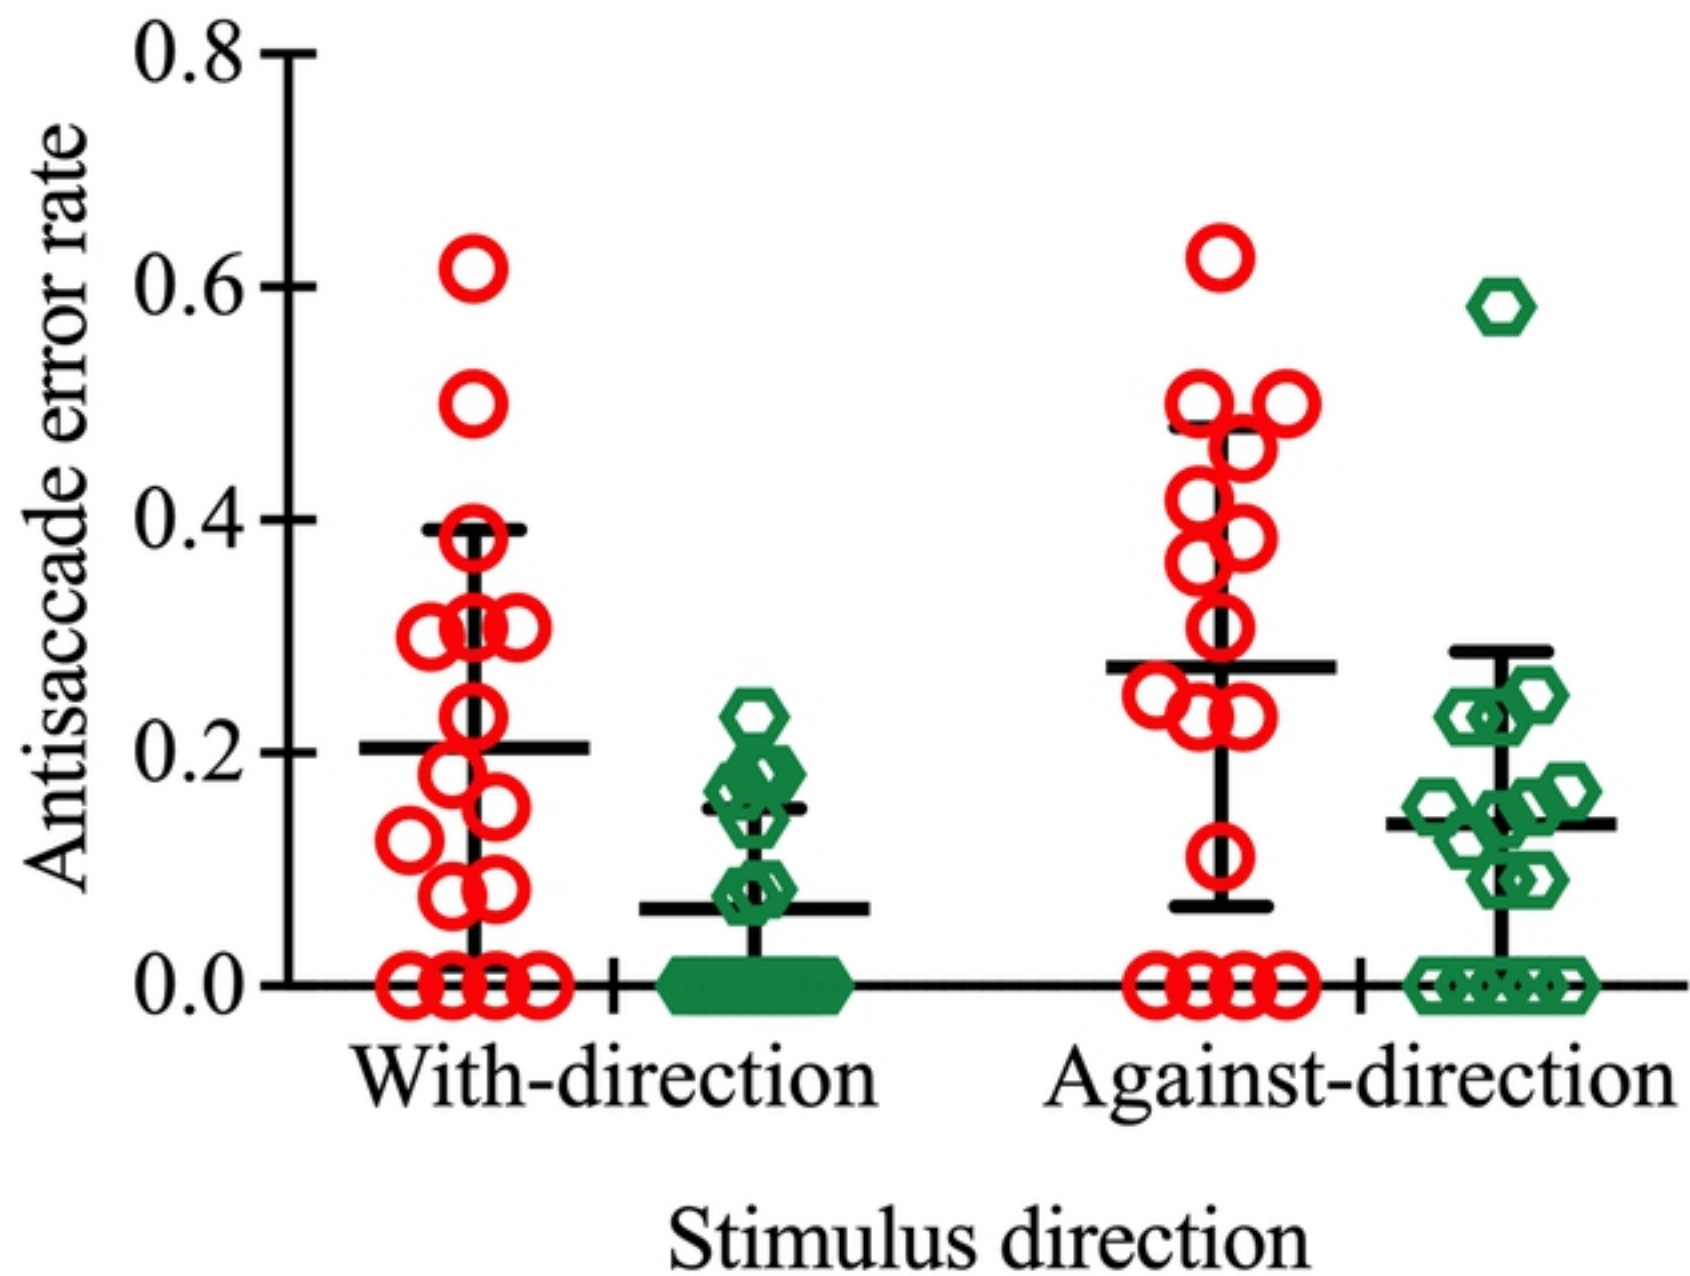 Antisaccade error rate
0.8
0.6
0.4
0.2
0.0
With-direction
Against-direction
Stimulus direction